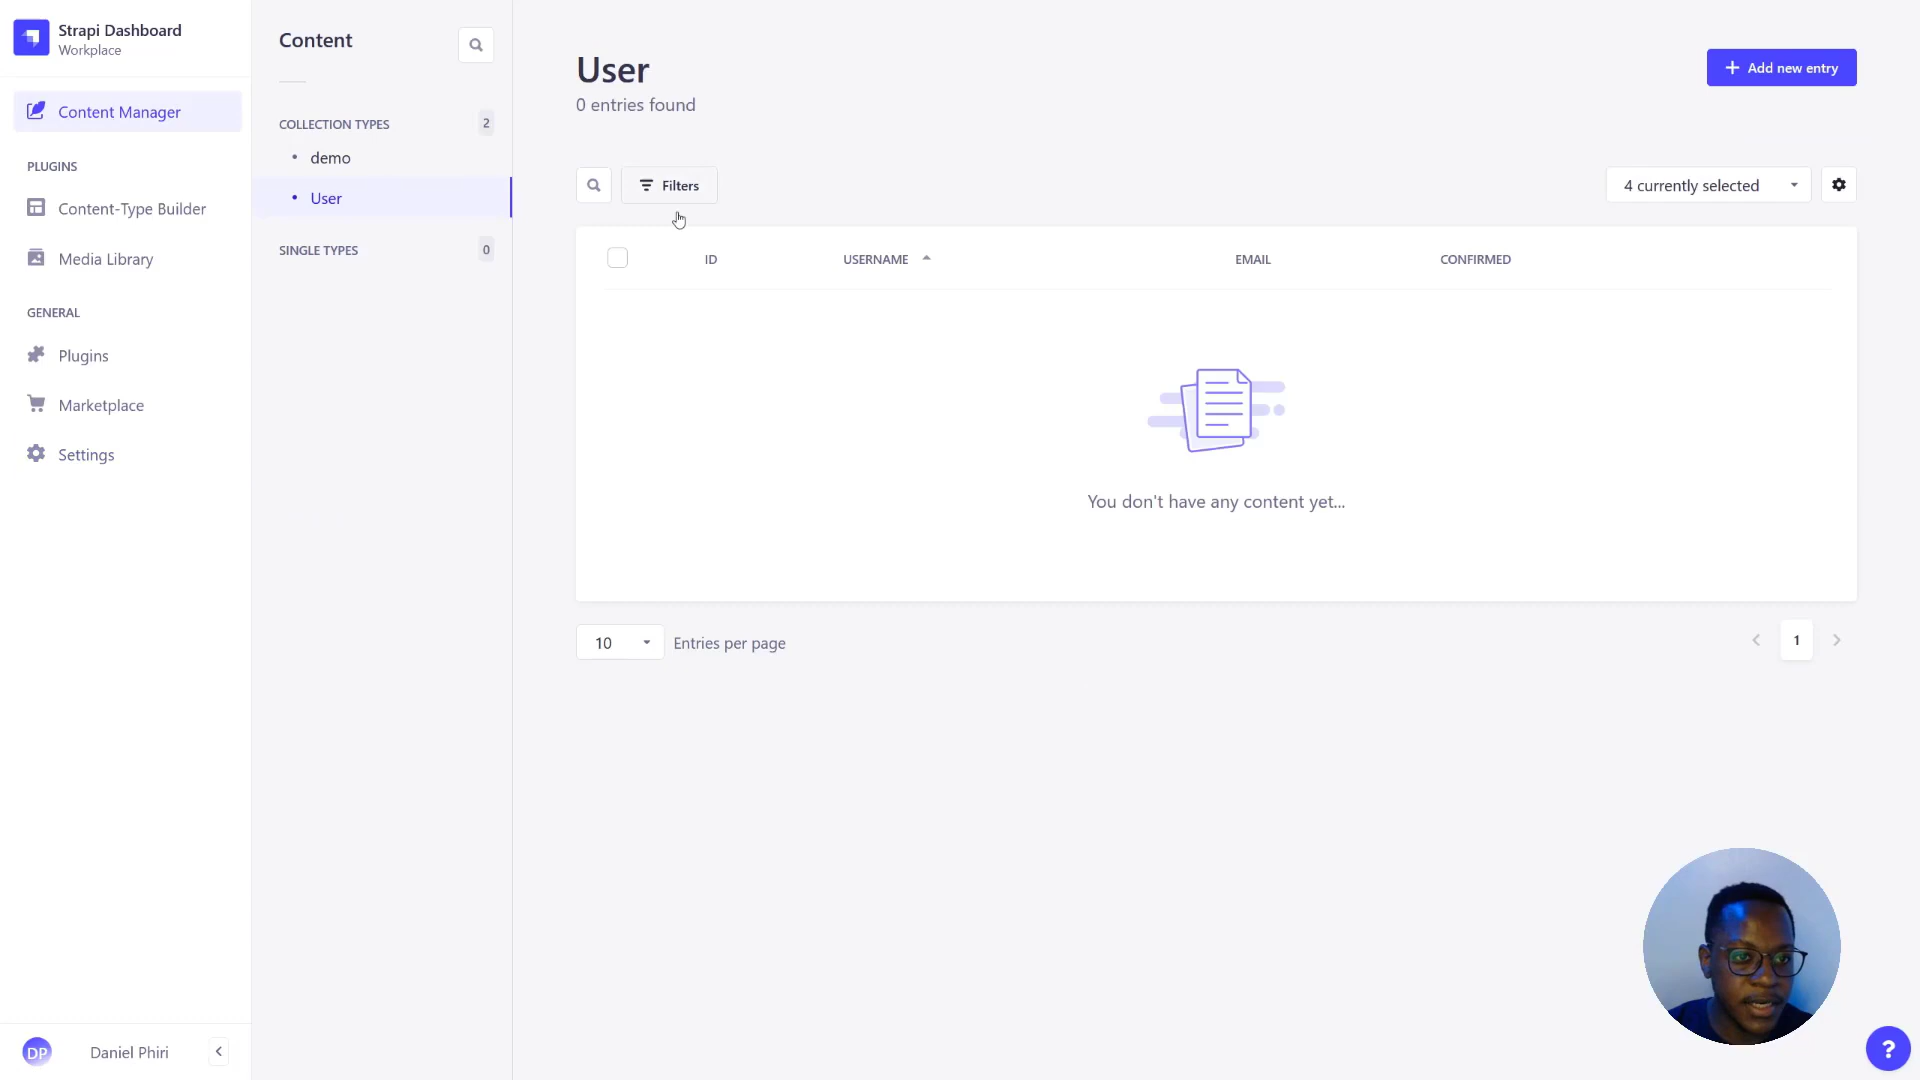 Strapi Dashboard
Workplace
Content Manager
PLUGINS
Content-Type Builder
Media Library
GENERAL
Plugins
Marketplace
Settings
DP
Daniel Phiri
Content
COLLECTION TYPES 2
demo
User
SINGLE TYPES 0
User
0 entries found
Add new entry
Filters
4 currently selected
ID USERNAME EMAIL CONFIRMED
You don't have any content yet...
10 Entries per page
1
?